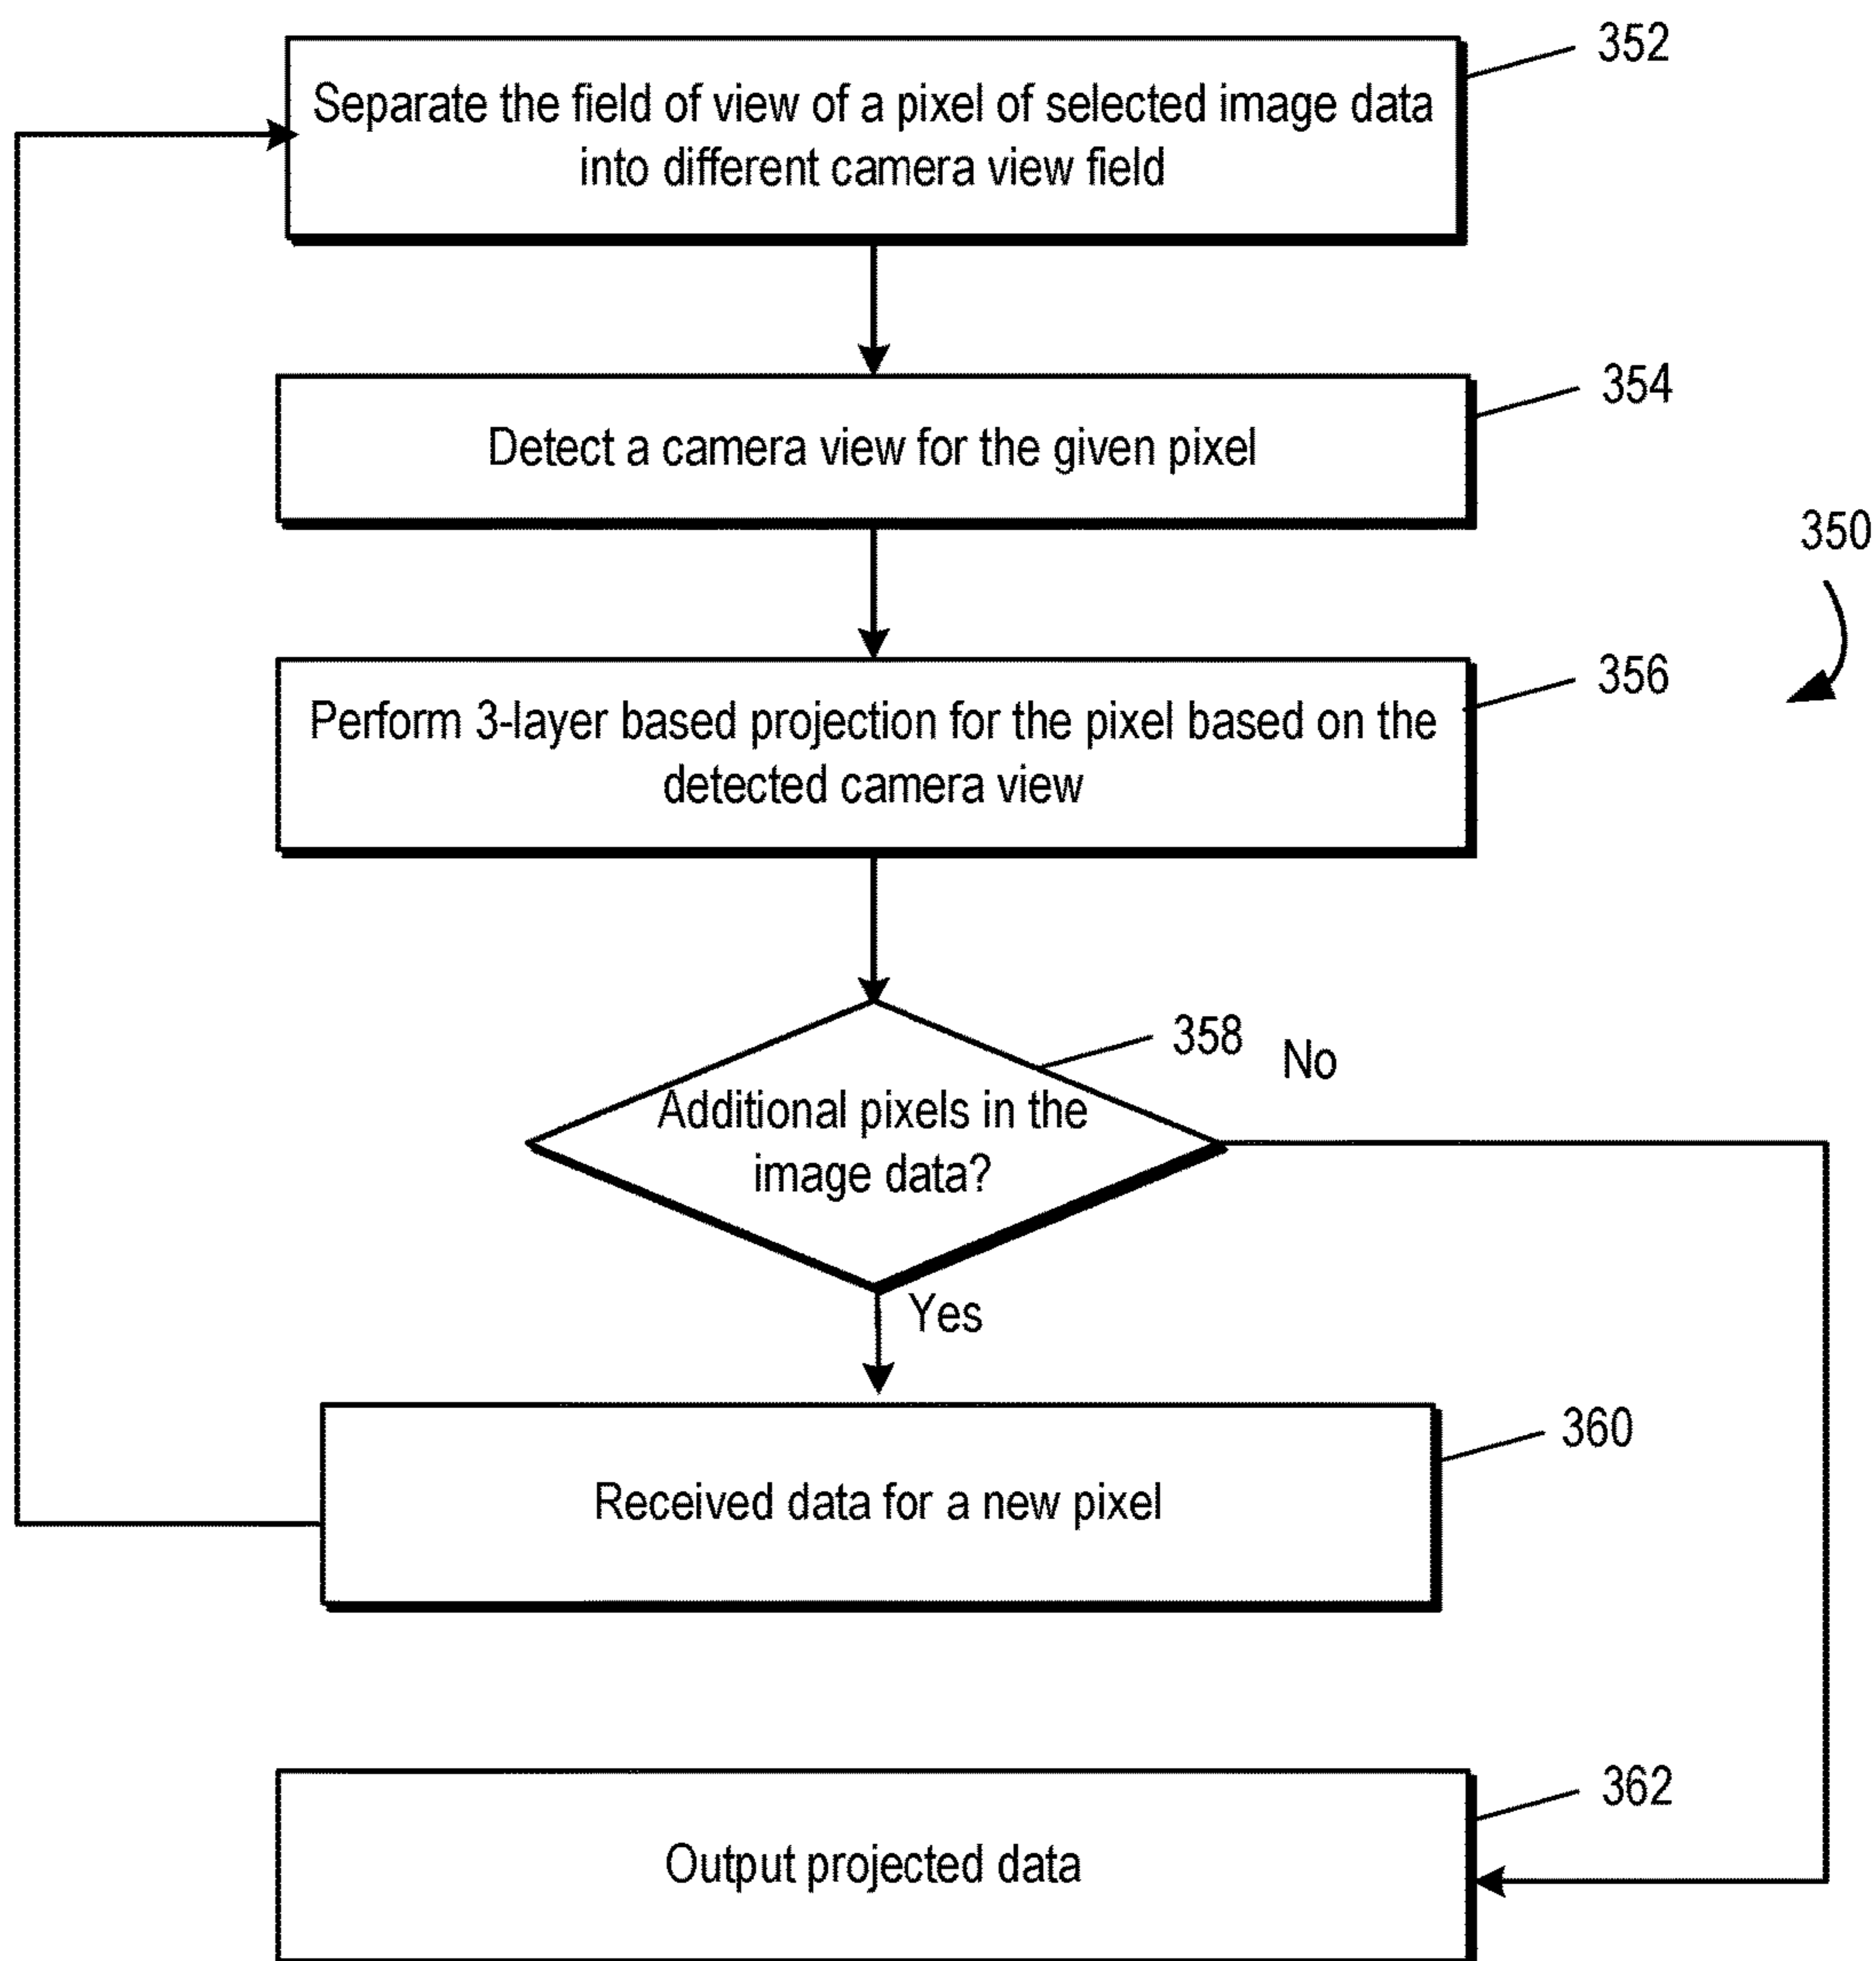 352
Separate the field of view of a pixel of selected image data
into different camera view field
354
Detect a camera view for the given pixel
350
356
Perform 3-layer based projection for the pixel based on the
detected camera view
358
No
Additional pixels in the
image data?
Yes
360
Received data for a new pixel
362
Output projected data